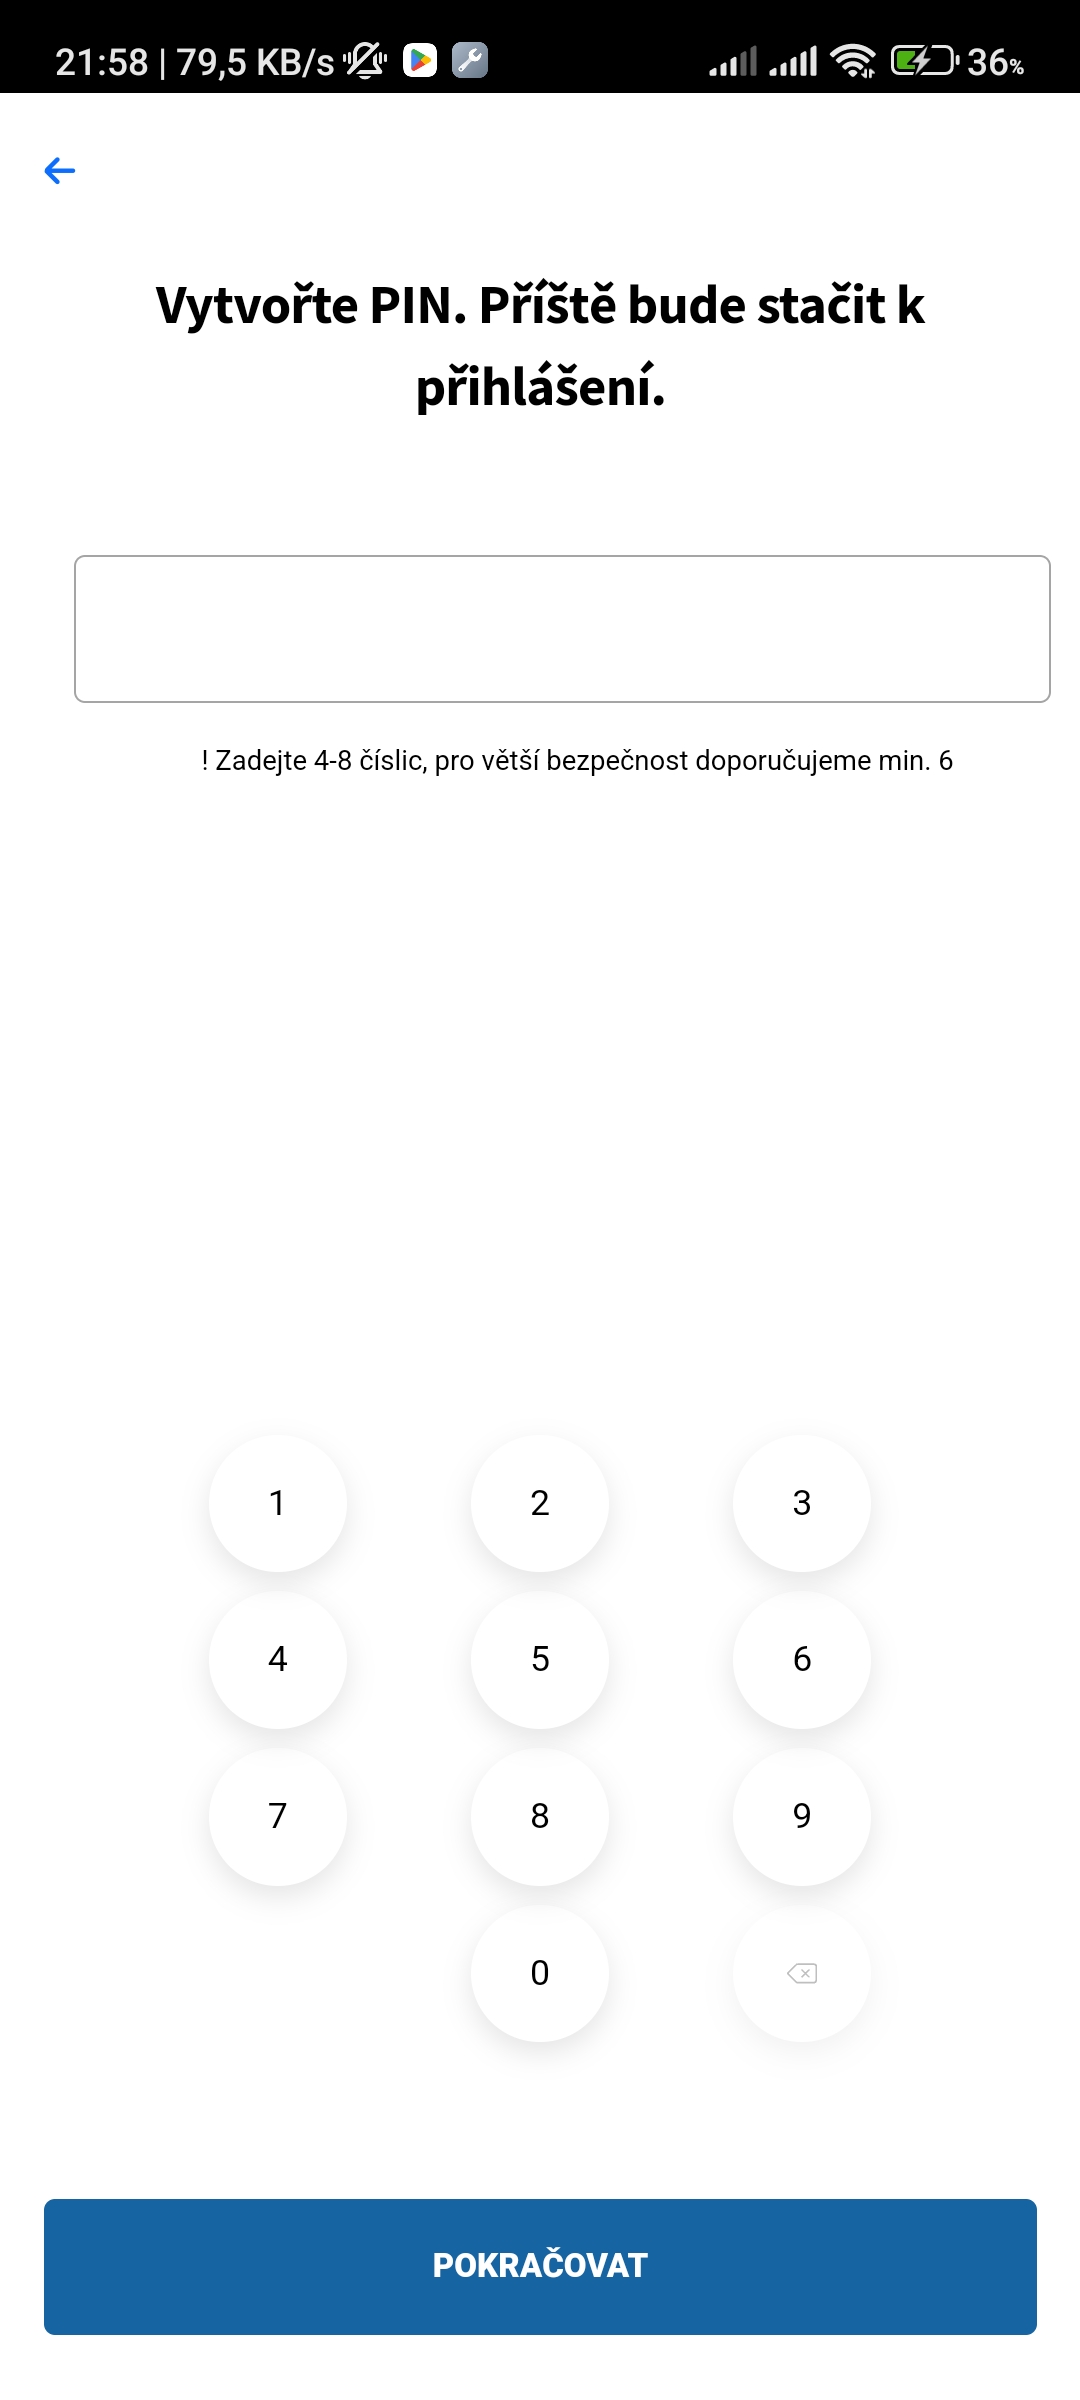 21:58 | 79,5 KB/s 36%
Vytvořte PIN. Příště bude stačit k
přihlášení.
! Zadejte 4-8 číslic, pro větší bezpečnost doporučujeme min. 6
1 2 3
4 5 6
7 8 9
0
POKRAČOVAT